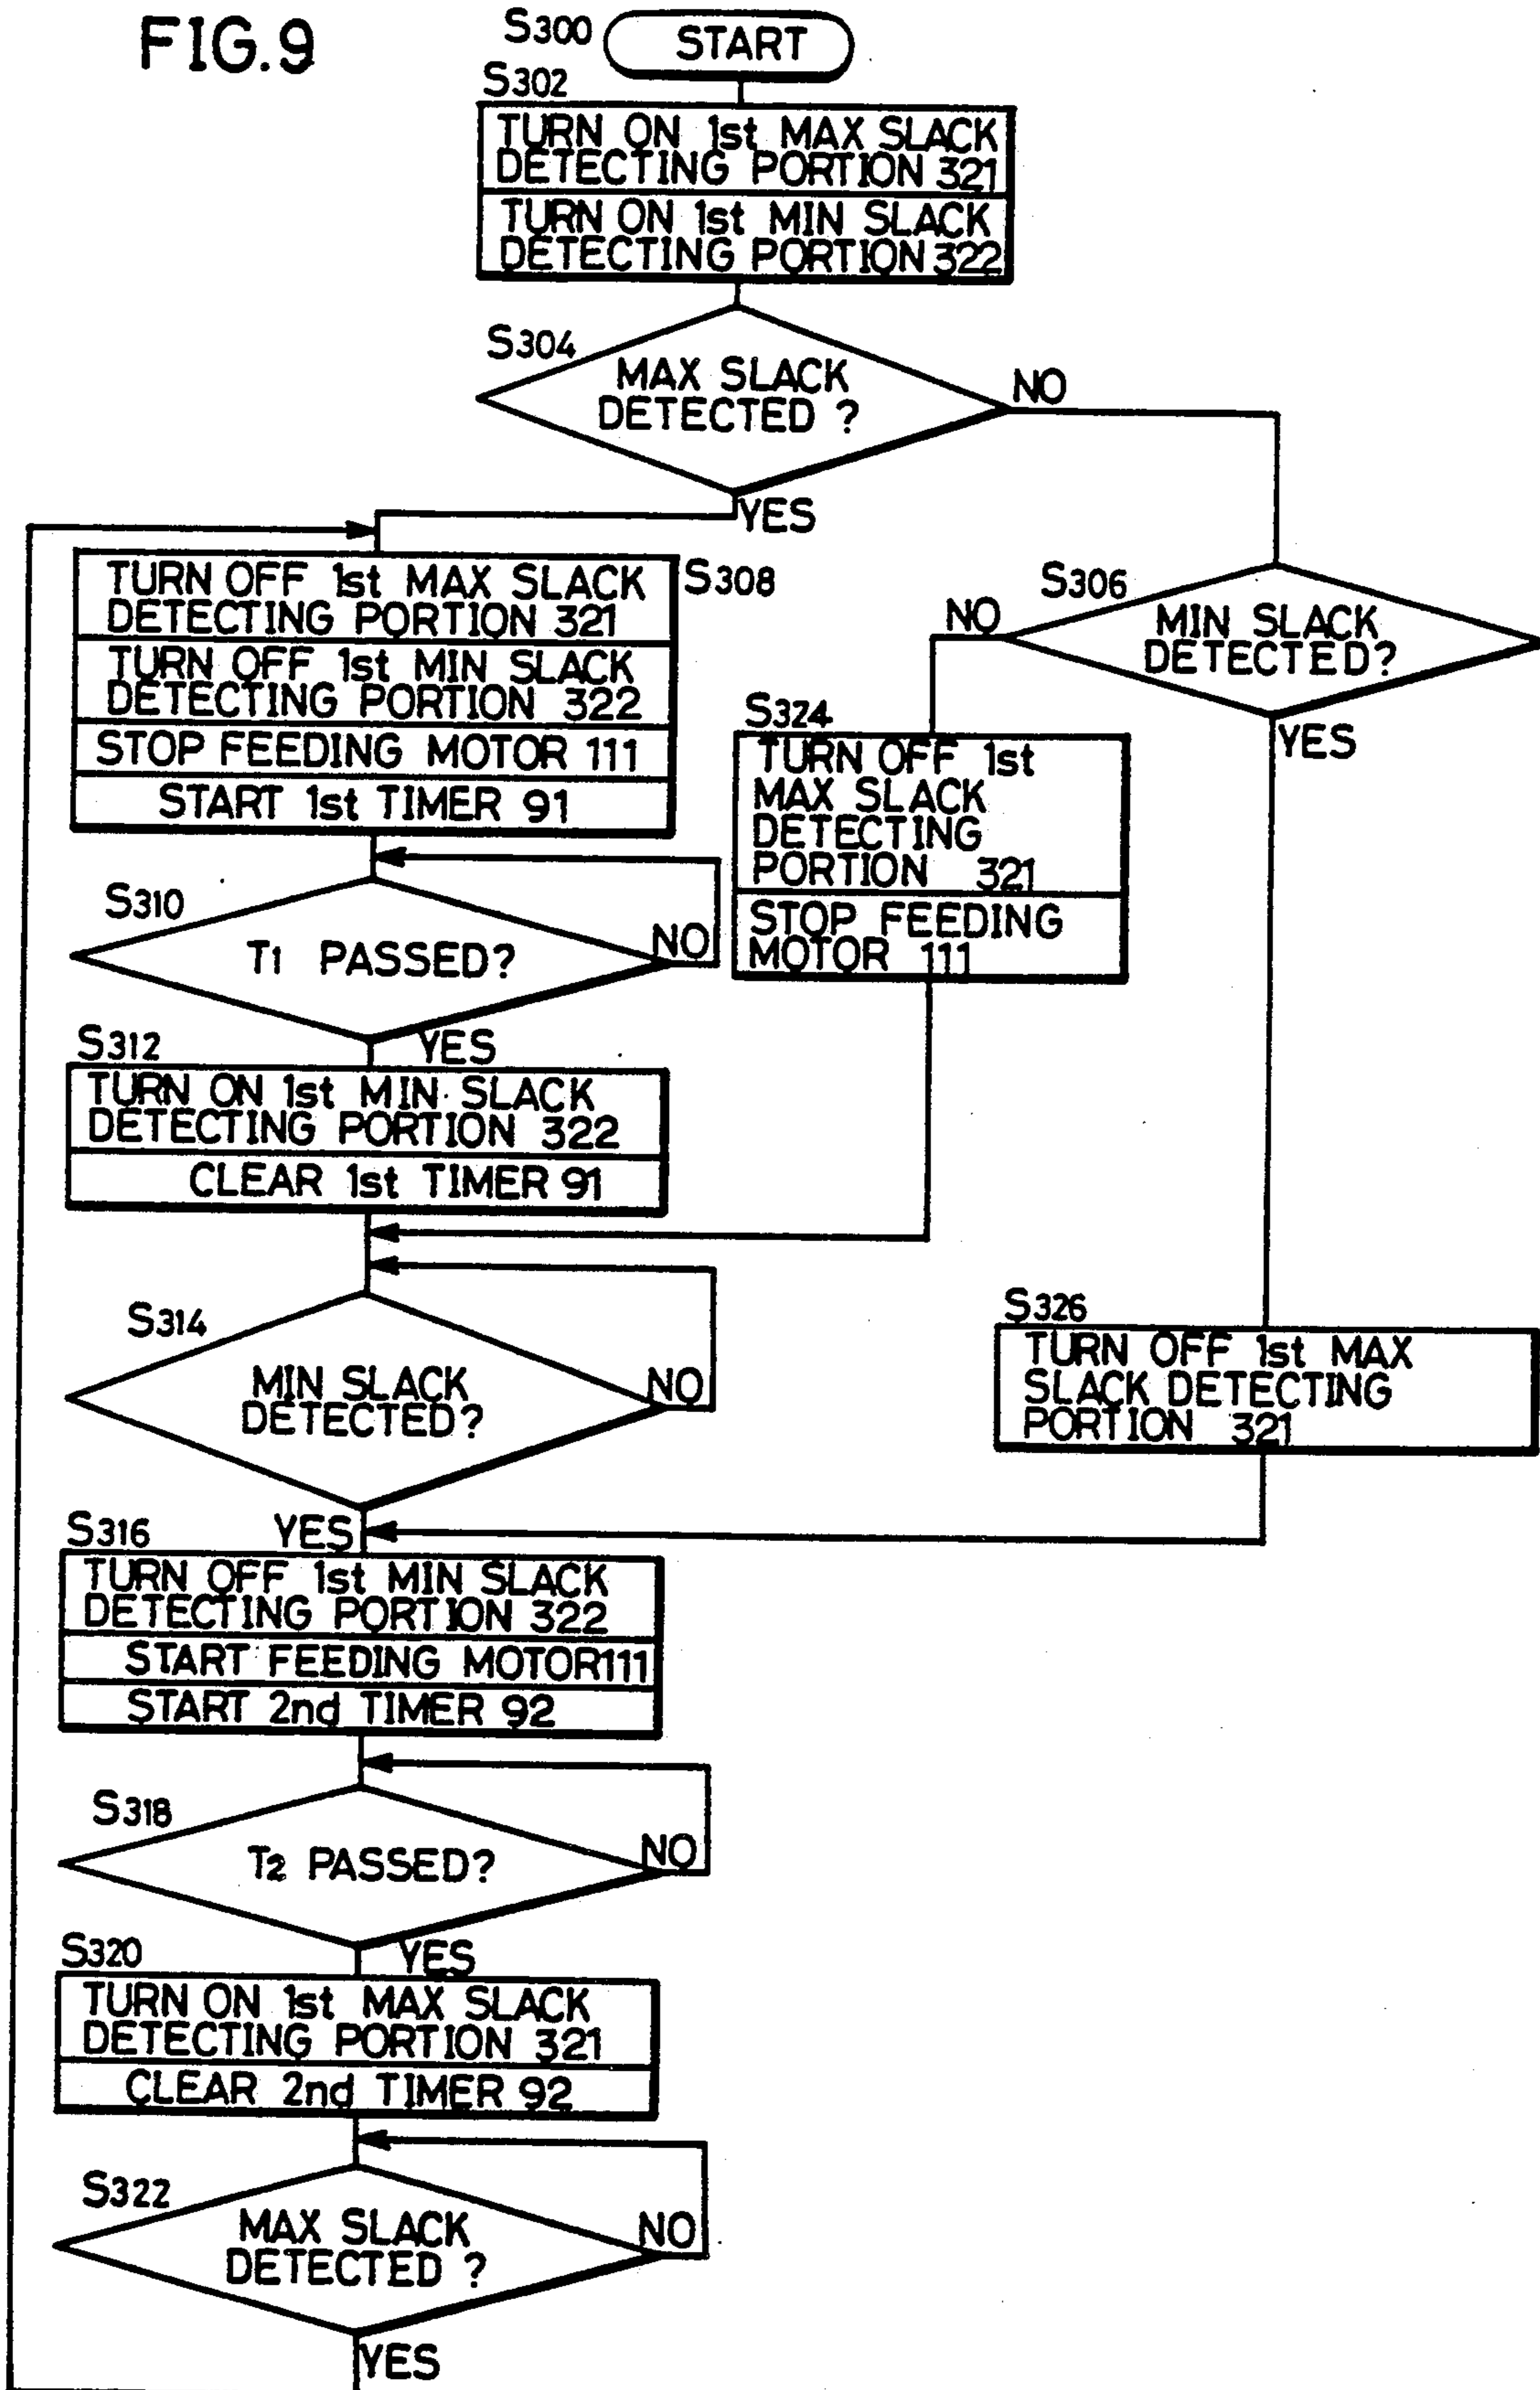 FIG.9
S300
START
S302
TURN ON 1st MAX SLACK
DETECTING PORTION 321
TURN ON 1st MIN SLACK
DETECTING PORTION 322
S304
MAX SLACK
DETECTED ?
NO
YES
S308
TURN OFF 1st MAX SLACK
DETECTING PORTION 321
TURN OFF 1st MIN SLACK
DETECTING PORTION 322
STOP FEEDING MOTOR 111
START 1st TIMER 91
S306
NO
MIN SLACK
DETECTED?
YES
S324
TURN OFF 1st
MAX SLACK
DETECTING
PORTION 321
STOP FEEDING
MOTOR 111
S310
T1 PASSED?
NO
YES
S312
TURN ON 1st MIN SLACK
DETECTING PORTION 322
CLEAR 1st TIMER 91
S314
MIN SLACK
DETECTED?
NO
YES
S326
TURN OFF 1st MAX
SLACK DETECTING
PORTION 321
S316
TURN OFF 1st MIN SLACK
DETECTING PORTION 322
START FEEDING MOTOR111
START 2nd TIMER 92
S318
T2 PASSED?
NO
YES
S320
TURN ON 1st MAX SLACK
DETECTING PORTION 321
CLEAR 2nd TIMER 92
S322
MAX SLACK
DETECTED ?
NO
YES